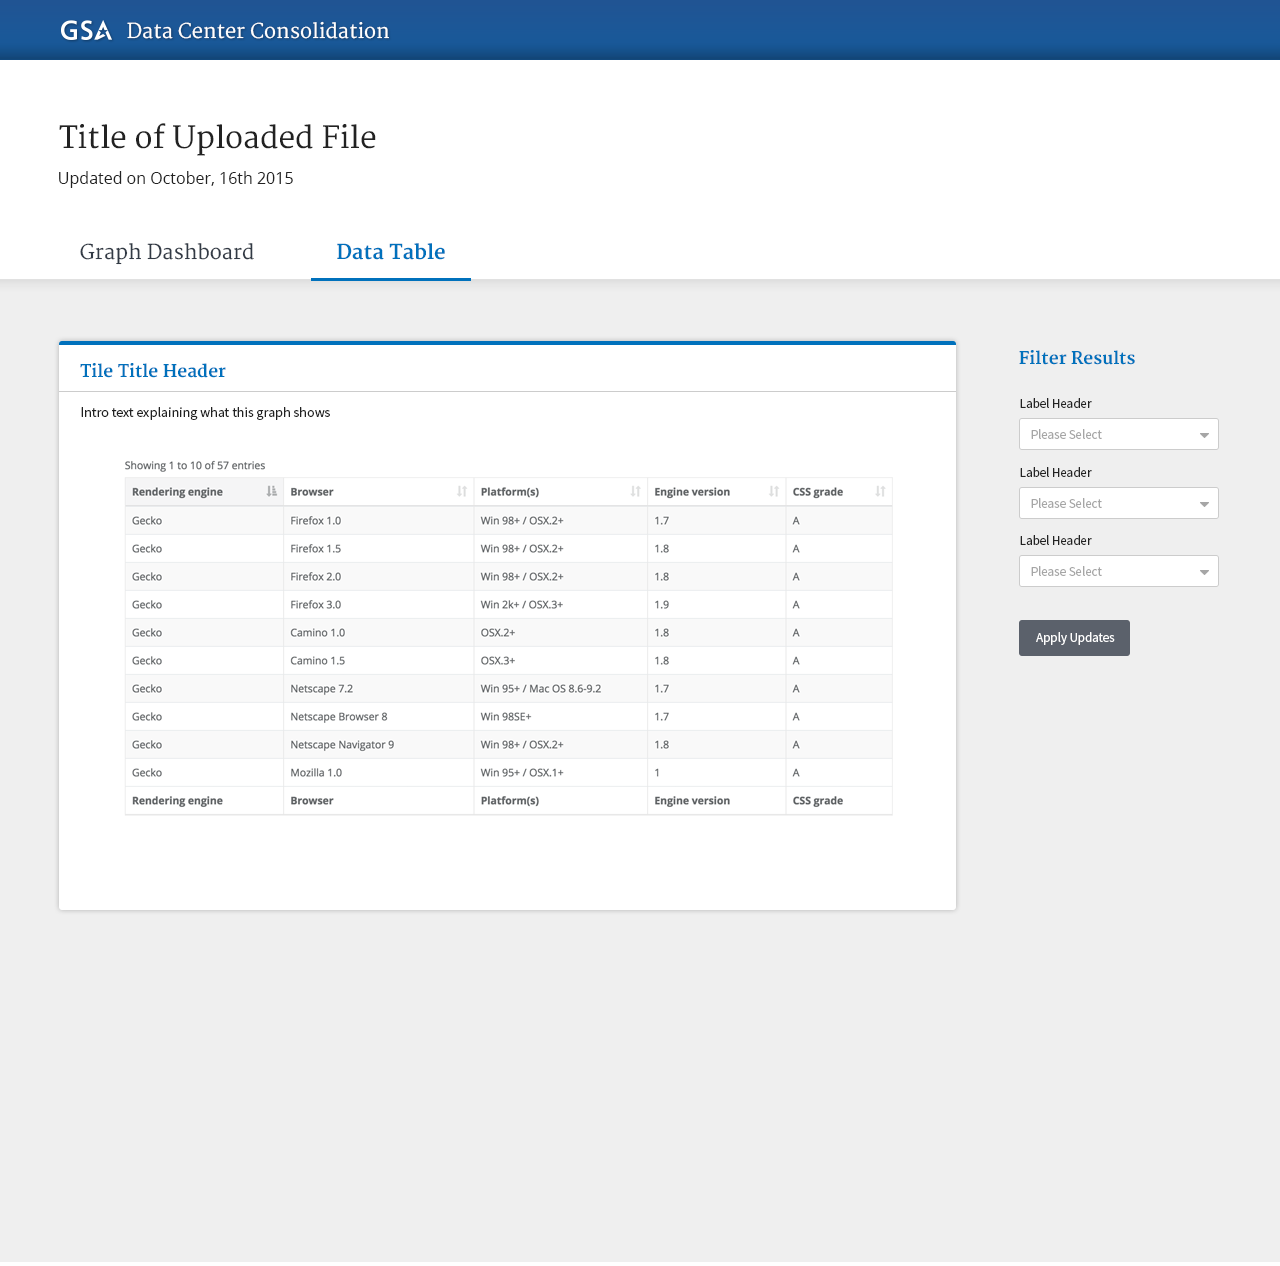 GSA Data Center Consolidation
Title of Uploaded File
Updated on October, 16th 2015
Graph Dashboard Data Table
Tile Title Header
Intro text explaining what this graph shows
Showing 1 to 10 of 57 entries
Rendering engine Browser Platform(s) Engine version CSS grade
Gecko Firefox 1.0 Win 98+ / OSX.2+ 1.7 A
Gecko Firefox 1.5 Win 98+ / OSX.2+ 1.8 A
Gecko Firefox 2.0 Win 98+ / OSX.2+ 1.8 A
Gecko Firefox 3.0 Win 2k+ / OSX.3+ 1.9 A
Gecko Camino 1.0 OSX.2+ 1.8 A
Gecko Camino 1.5 OSX.3+ 1.8 A
Gecko Netscape 7.2 Win 95+ / Mac OS 8.6-9.2 1.7 A
Gecko Netscape Browser 8 Win 98SE+ 1.7 A
Gecko Netscape Navigator 9 Win 98+ / OSX.2+ 1.8 A
Gecko Mozilla 1.0 Win 95+ / OSX.1+ 1 A
Rendering engine Browser Platform(s) Engine version CSS grade
Filter Results
Label Header
Please Select
Label Header
Please Select
Label Header
Please Select
Apply Updates